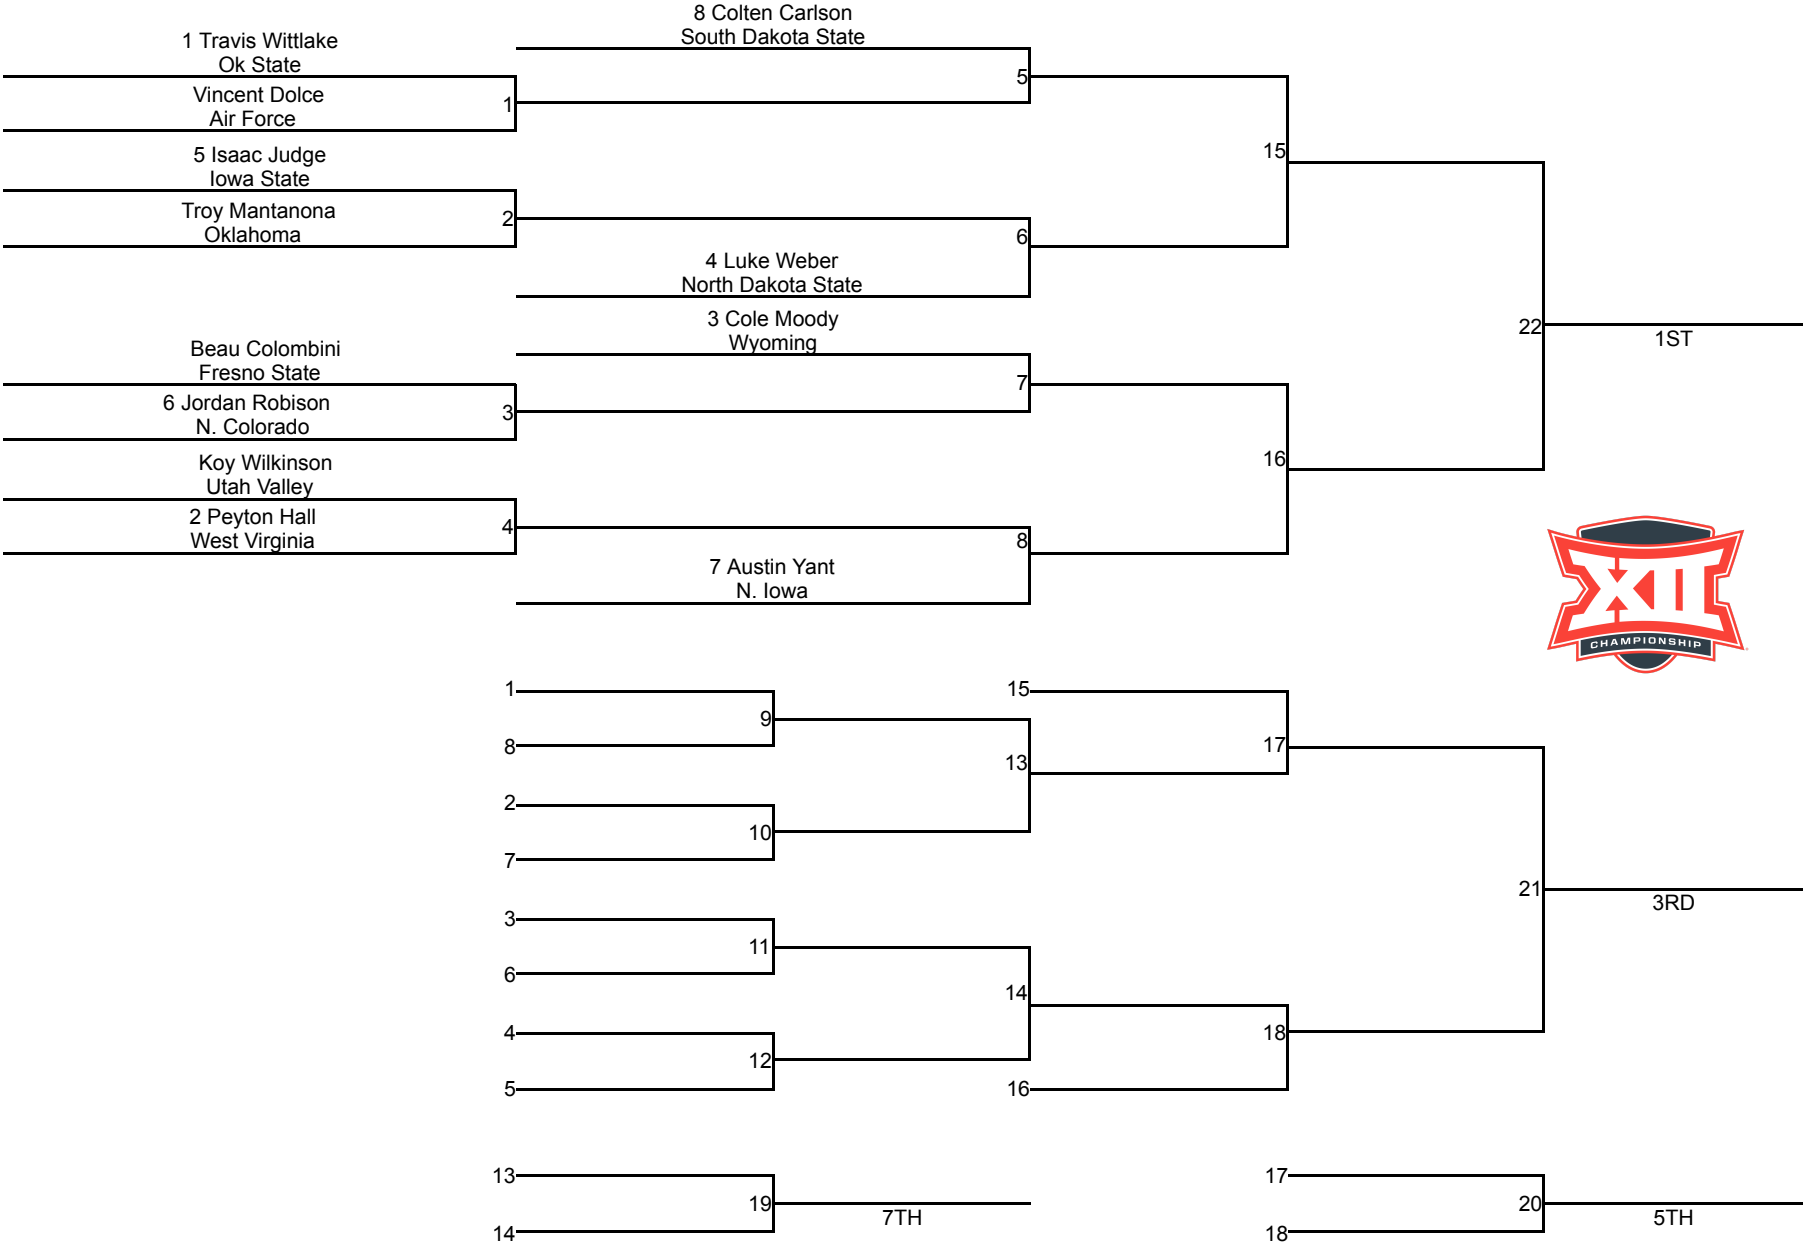 8 Colten Carlson
South Dakota State
1 Travis Wittlake
Ok State
5
Vincent Dolce
1
Air Force
5 Isaac Judge
15
Iowa State
Troy Mantanona
2
Oklahoma
6
4 Luke Weber
North Dakota State
3 Cole Moody
22
Wyoming
1ST
Beau Colombini
Fresno State
7
6 Jordan Robison
3
N. Colorado
Koy Wilkinson
16
Utah Valley
2 Peyton Hall
4
West Virginia
8
7 Austin Yant
N. Iowa
XII
CHAMPIONSHIP
1
15
9
8
17
13
2
10
7
21
3RD
3
11
6
14
4
18
12
5
16
13
17
19
20
7TH
5TH
14
18